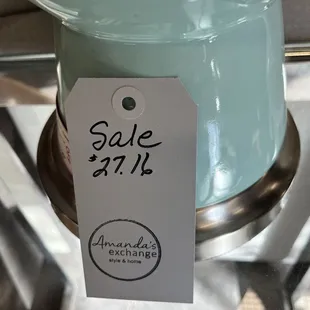 Sale
$27.16
Amanda's
exchange
style & home